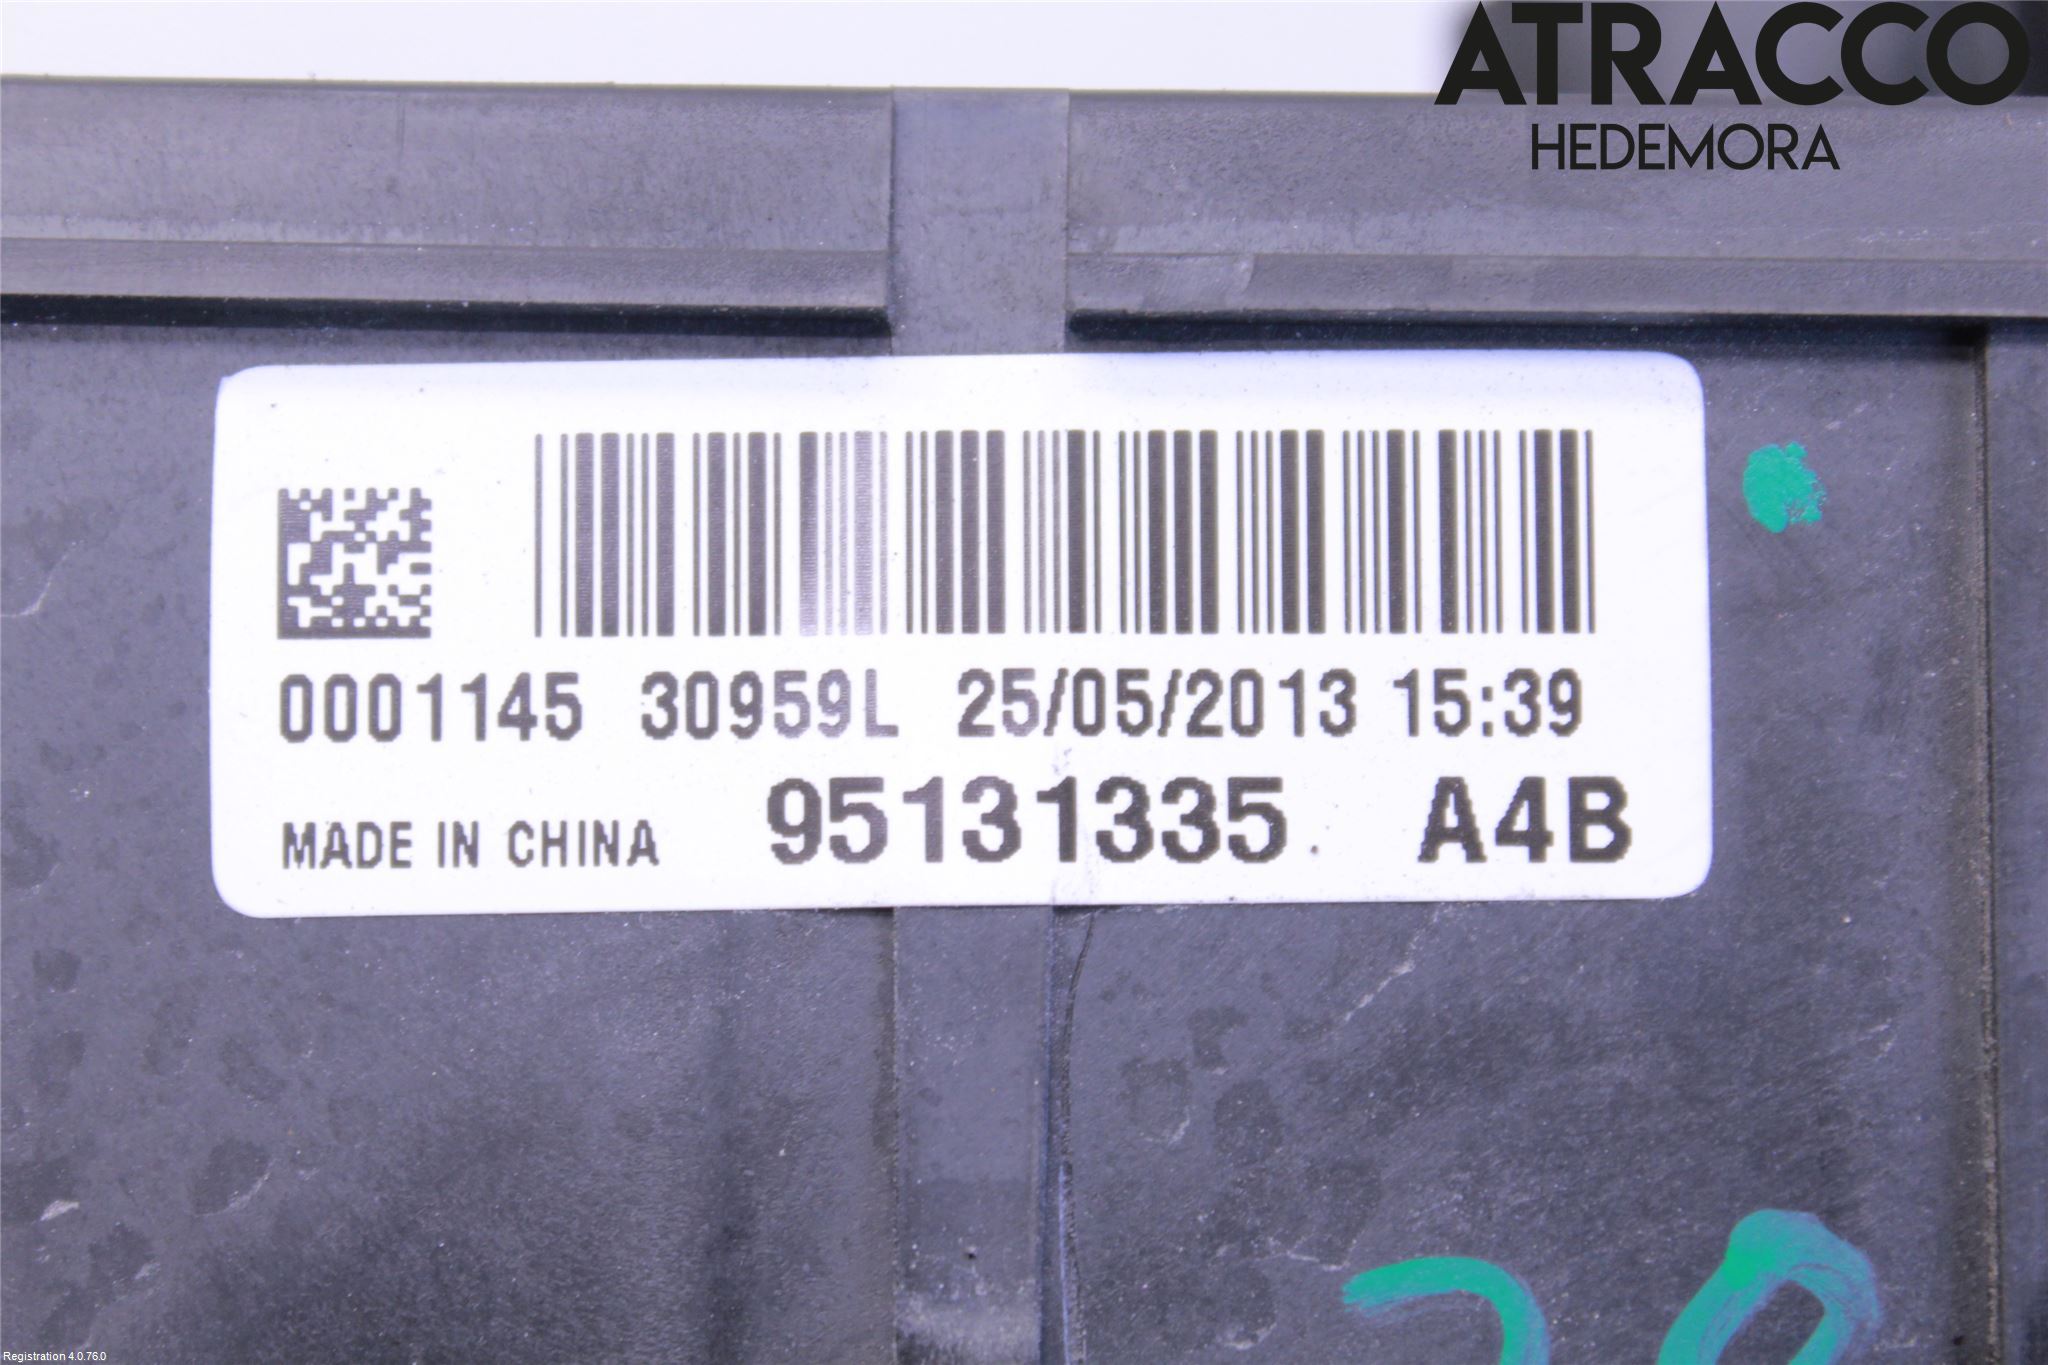 ATRACCO
HEDEMORA
0001145 30959L 25/05/2013 15:39
MADE IN CHINA 95131335 A4B
Registration 4.0.76.0